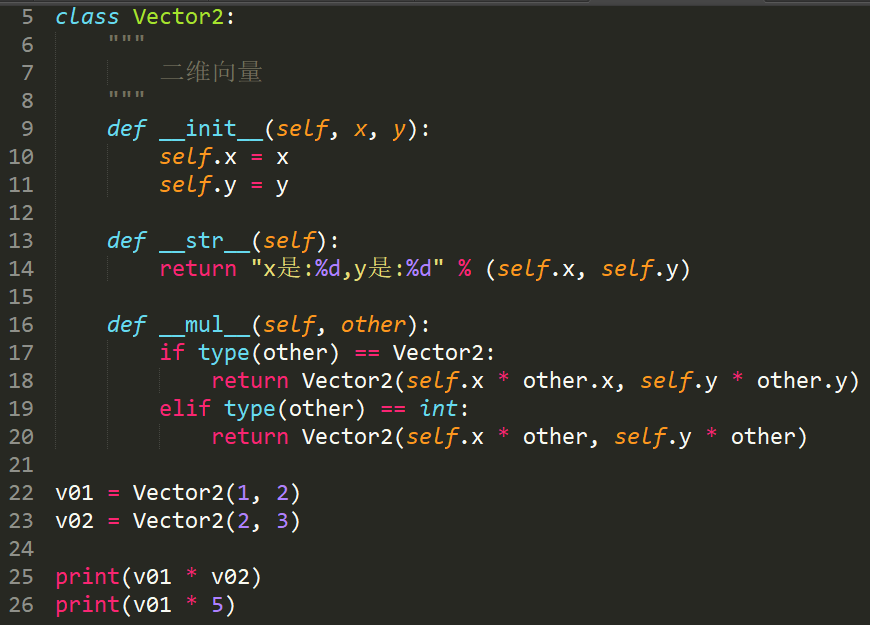 5 class Vector2:
6     """
7         二维向量
8     """
9     def __init__(self, x, y):
10         self.x = x
11         self.y = y
12
13     def __str__(self):
14         return "x是:%d,y是:%d" % (self.x, self.y)
15
16     def __mul__(self, other):
17         if type(other) == Vector2:
18             return Vector2(self.x * other.x, self.y * other.y)
19         elif type(other) == int:
20             return Vector2(self.x * other, self.y * other)
21
22 v01 = Vector2(1, 2)
23 v02 = Vector2(2, 3)
24
25 print(v01 * v02)
26 print(v01 * 5)